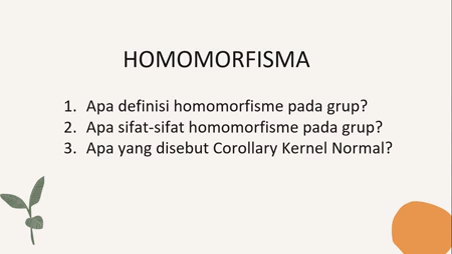 HOMOMORFISMA
1. Apa definisi homomorfisme pada grup?
2. Apa sifat-sifat homomorfisme pada grup?
3. Apa yang disebut Corollary Kernel Normal?